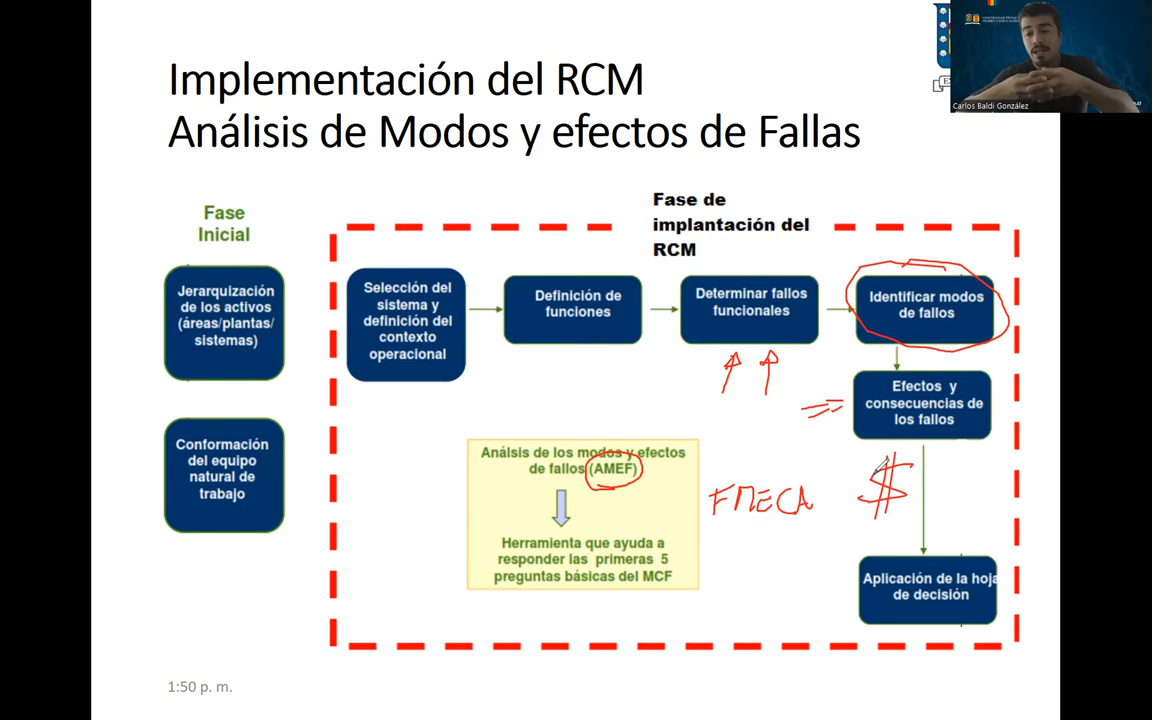 Implementación del RCM
Análisis de Modos y efectos de Fallas
Carlos Baldi González
Fase
Inicial
Fase de
implantación del
RCM
Jerarquización
de los activos
(áreas/plantas/
sistemas)
Selección del
sistema y
definición del
contexto
operacional
Definición de
funciones
Determinar fallos
funcionales
Identificar modos
de fallos
Efectos y
consecuencias de
los fallos
Conformación
del equipo
natural de
trabajo
Análsis de los modos y efectos
de fallos (AMEF)
FMECA
$
Herramienta que ayuda a
responder las primeras 5
preguntas básicas del MCF
Aplicación de la hoja
de decisión
1:50 p. m.